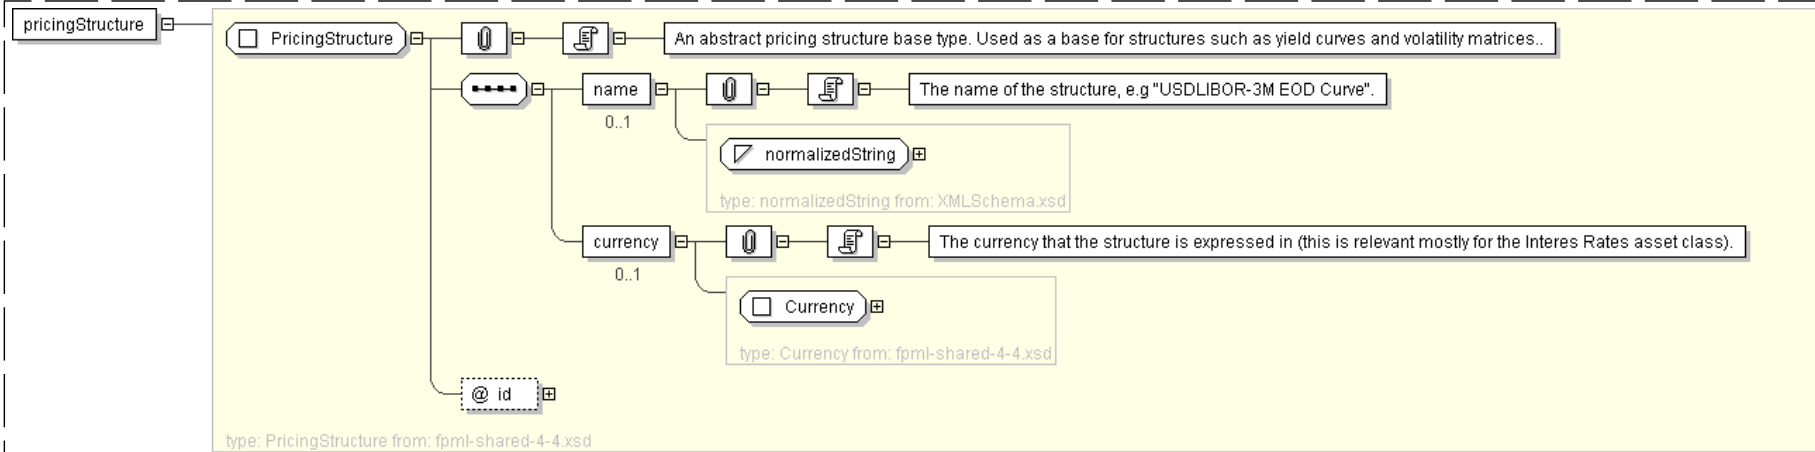 pricingStructure
PricingStructure
An abstract pricing structure base type. Used as a base for structures such as yield curves and volatility matrices..
name
The name of the structure, e.g "USDLIBOR-3M EOD Curve".
0..1
normalizedString
type: normalizedString from: XMLSchema.xsd
currency
The currency that the structure is expressed in (this is relevant mostly for the Interes Rates asset class).
0..1
Currency
type: Currency from: fpml-shared-4-4.xsd
@ id
type: PricingStructure from: fpml-shared-4-4.xsd